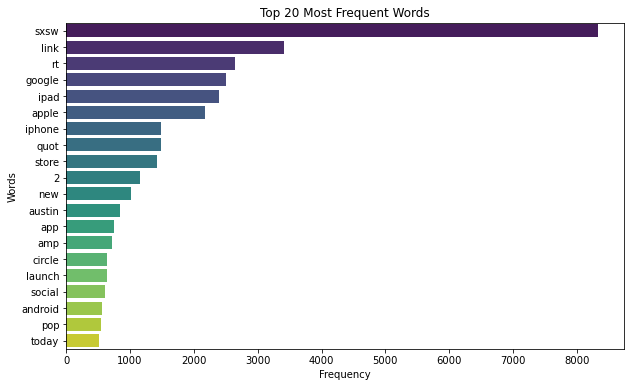 Top 20 Most Frequent Words
sxsw
link
rt
google
ipad
apple
iphone
quot
store
2
new
austin
app
amp
circle
launch
social
android
pop
today
Words
0 1000 2000 3000 4000 5000 6000 7000 8000
Frequency